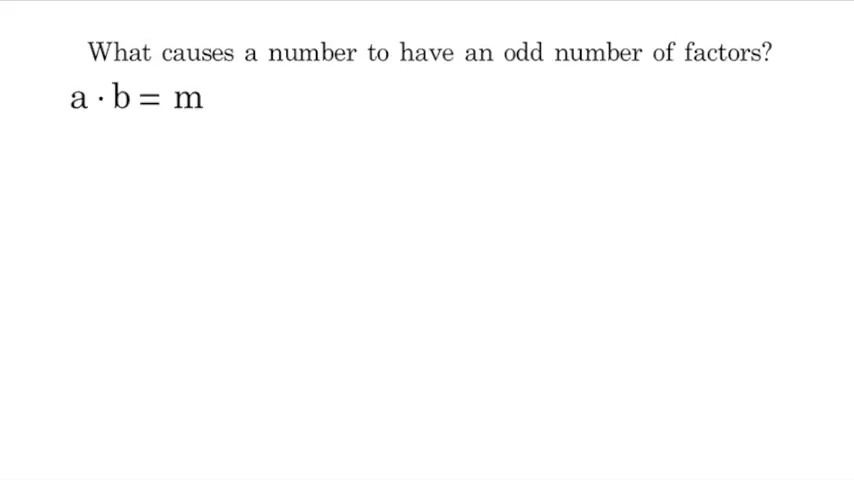 What causes a number to have an odd number of factors?
a · b = m